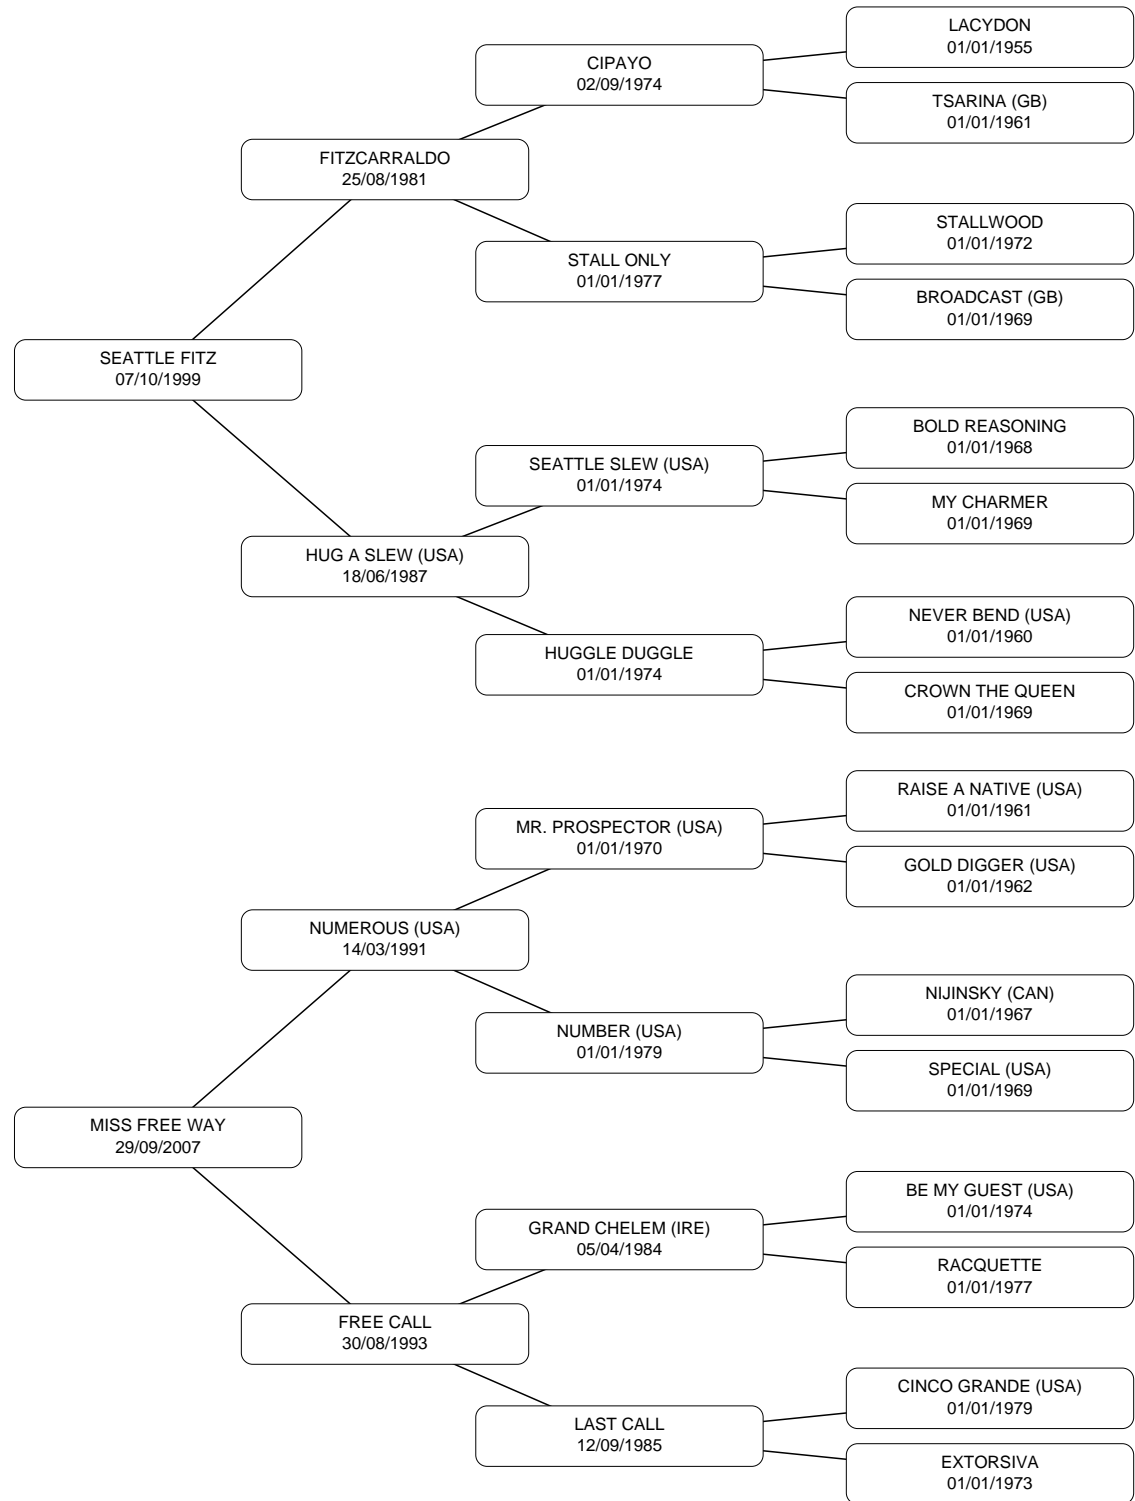 LACYDON
01/01/1955
CIPAYO
02/09/1974
TSARINA (GB)
01/01/1961
FITZCARRALDO
25/08/1981
STALLWOOD
01/01/1972
STALL ONLY
01/01/1977
BROADCAST (GB)
01/01/1969
SEATTLE FITZ
07/10/1999
BOLD REASONING
01/01/1968
SEATTLE SLEW (USA)
01/01/1974
MY CHARMER
01/01/1969
HUG A SLEW (USA)
18/06/1987
NEVER BEND (USA)
01/01/1960
HUGGLE DUGGLE
01/01/1974
CROWN THE QUEEN
01/01/1969
RAISE A NATIVE (USA)
01/01/1961
MR. PROSPECTOR (USA)
01/01/1970
GOLD DIGGER (USA)
01/01/1962
NUMEROUS (USA)
14/03/1991
NIJINSKY (CAN)
01/01/1967
NUMBER (USA)
01/01/1979
SPECIAL (USA)
01/01/1969
MISS FREE WAY
29/09/2007
BE MY GUEST (USA)
01/01/1974
GRAND CHELEM (IRE)
05/04/1984
RACQUETTE
01/01/1977
FREE CALL
30/08/1993
CINCO GRANDE (USA)
01/01/1979
LAST CALL
12/09/1985
EXTORSIVA
01/01/1973